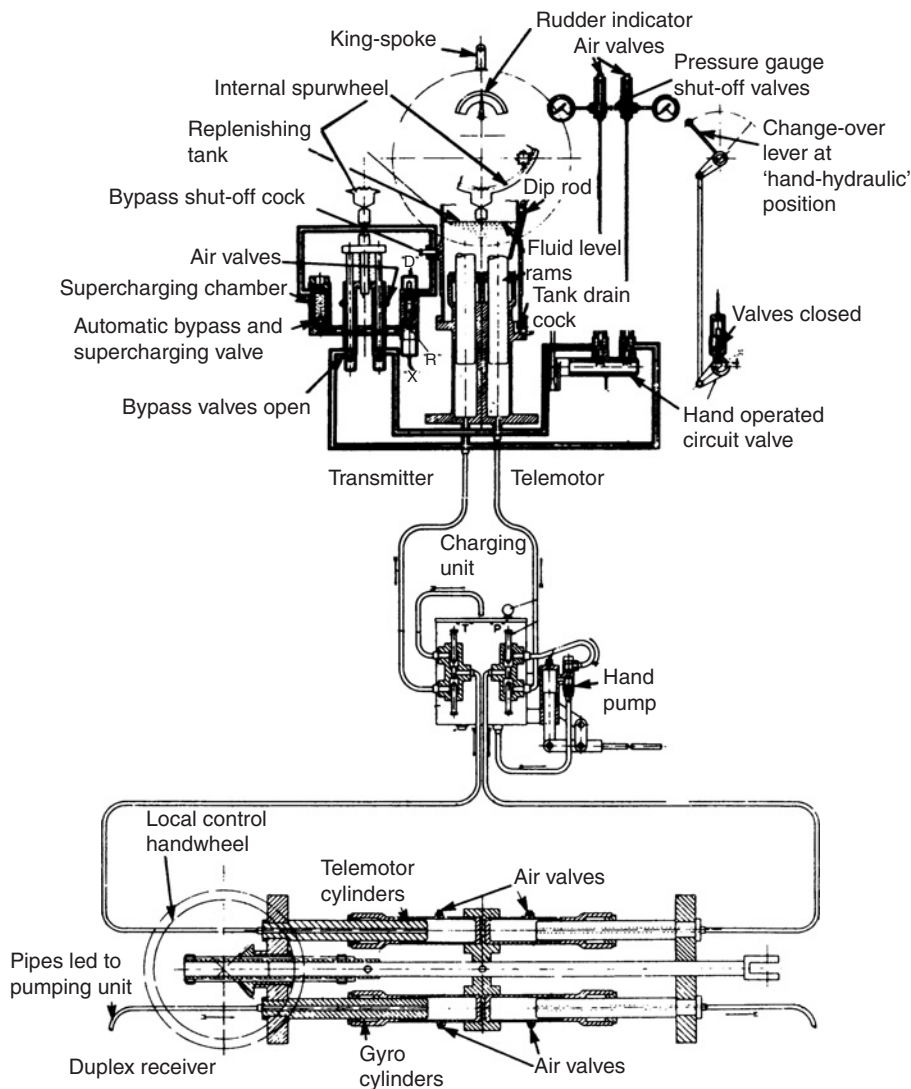 Rudder indicator
King-spoke
Air valves
Pressure gauge
shut-off valves
Internal spurwheel
Replenishing
tank
Change-over
lever at
'hand-hydraulic'
position
Bypass shut-off cock
Dip rod
"D"
Air valves
Fluid level
rams
Supercharging chamber
Tank drain
cock
Automatic bypass and
supercharging valve
Valves closed
"R"
"X"
Bypass valves open
Hand operated
circuit valve
Transmitter
Telemotor
Charging
unit
T
P
Hand
pump
Local control
handwheel
Telemotor
cylinders
Air valves
Pipes led to
pumping unit
Gyro
cylinders
Air valves
Duplex receiver